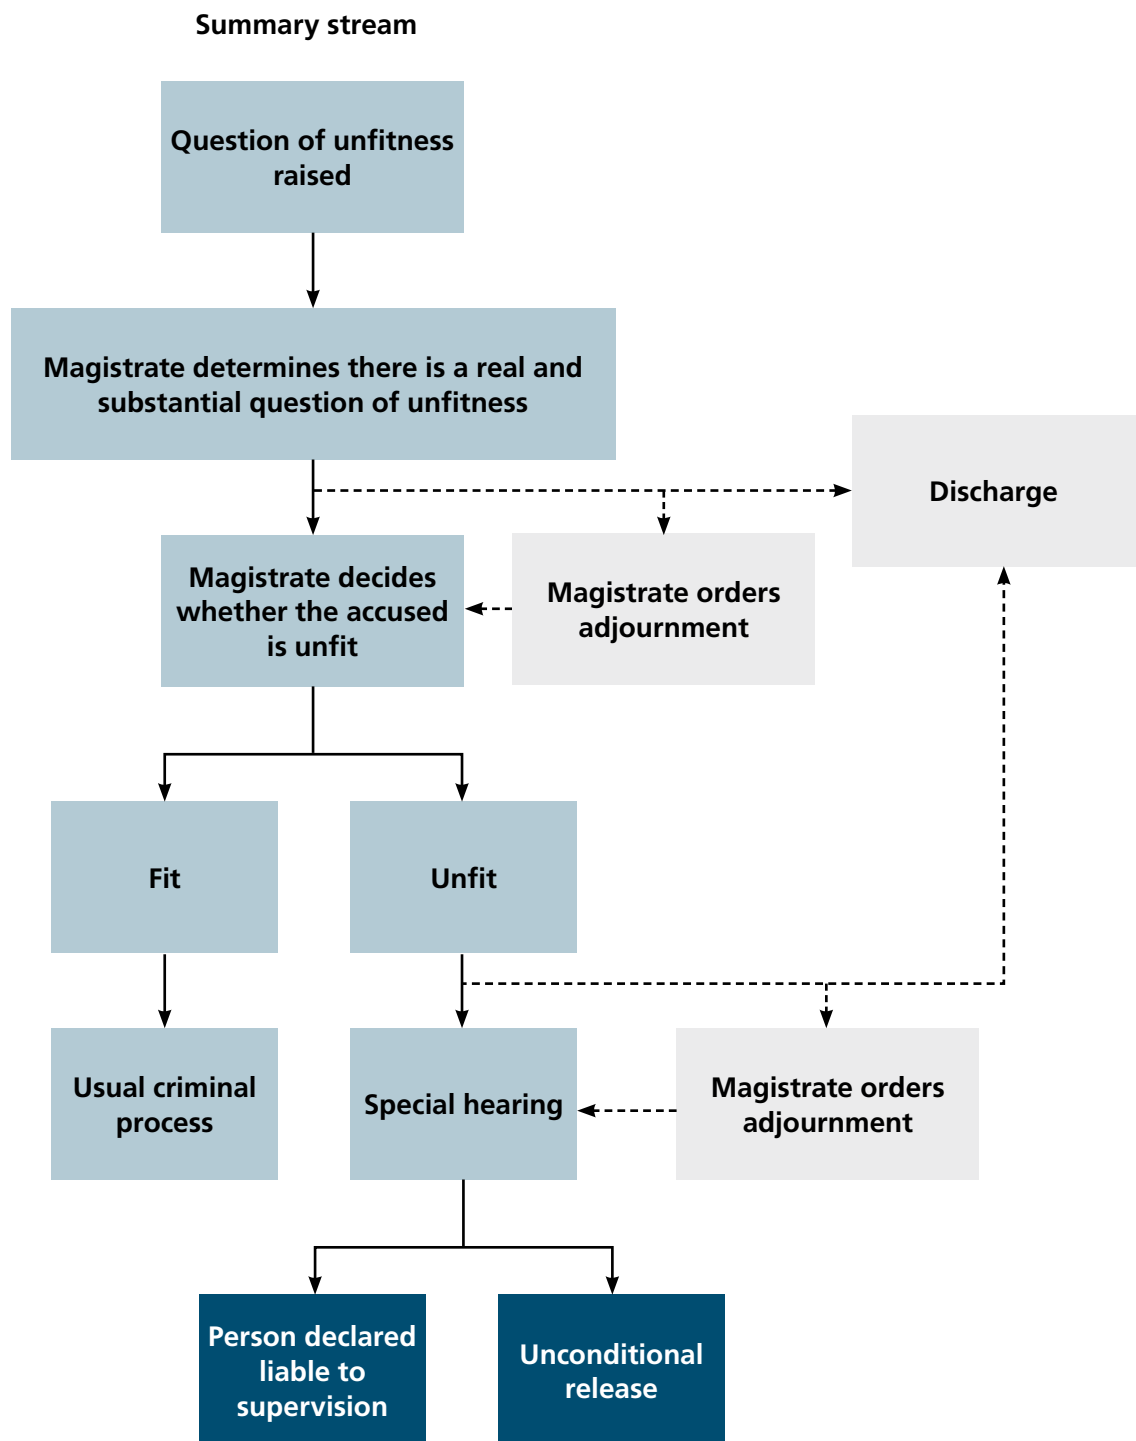 Summary stream
Question of unfitness
raised
Magistrate determines there is a real and
substantial question of unfitness
Discharge
Magistrate decides
whether the accused
is unfit
Magistrate orders
adjournment
Fit
Unfit
Usual criminal
process
Special hearing
Magistrate orders
adjournment
Person declared
liable to
supervision
Unconditional
release